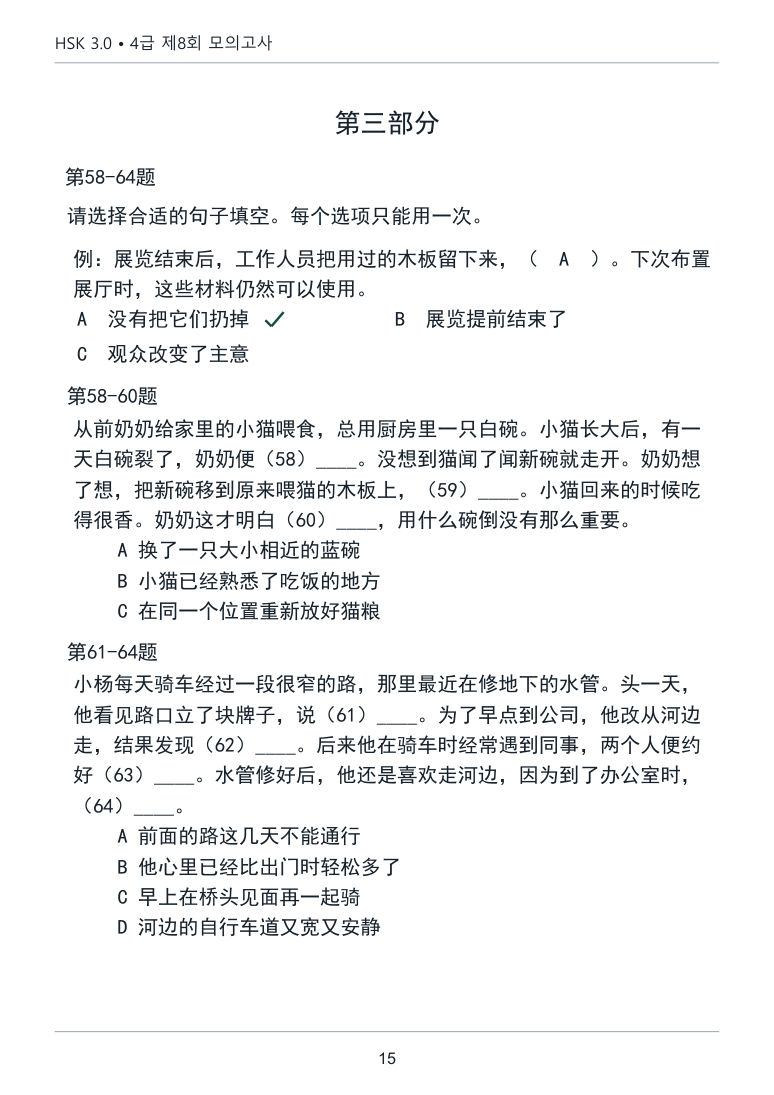 HSK 3.0 • 4급 제8회 모의고사
第三部分
第58-64题
请选择合适的句子填空。每个选项只能用一次。
例：展览结束后，工作人员把用过的木板留下来，（ A ）。下次布置
展厅时，这些材料仍然可以使用。
A 没有把它们扔掉 ✓ B 展览提前结束了
C 观众改变了主意
第58-60题
从前奶奶给家里的小猫喂食，总用厨房里一只白碗。小猫长大后，有一
天白碗裂了，奶奶便（58）____。没想到猫闻了闻新碗就走开。奶奶想
了想，把新碗移到原来喂猫的木板上，（59）____。小猫回来的时候吃
得很香。奶奶这才明白（60）____，用什么碗倒没有那么重要。
A 换了一只大小相近的蓝碗
B 小猫已经熟悉了吃饭的地方
C 在同一个位置重新放好猫粮
第61-64题
小杨每天骑车经过一段很窄的路，那里最近在修地下的水管。头一天，
他看见路口立了块牌子，说（61）____。为了早点到公司，他改从河边
走，结果发现（62）____。后来他在骑车时经常遇到同事，两个人便约
好（63）____。水管修好后，他还是喜欢走河边，因为到了办公室时，
（64）____。
A 前面的路这几天不能通行
B 他心里已经比出门时轻松多了
C 早上在桥头见面再一起骑
D 河边的自行车道又宽又安静
15